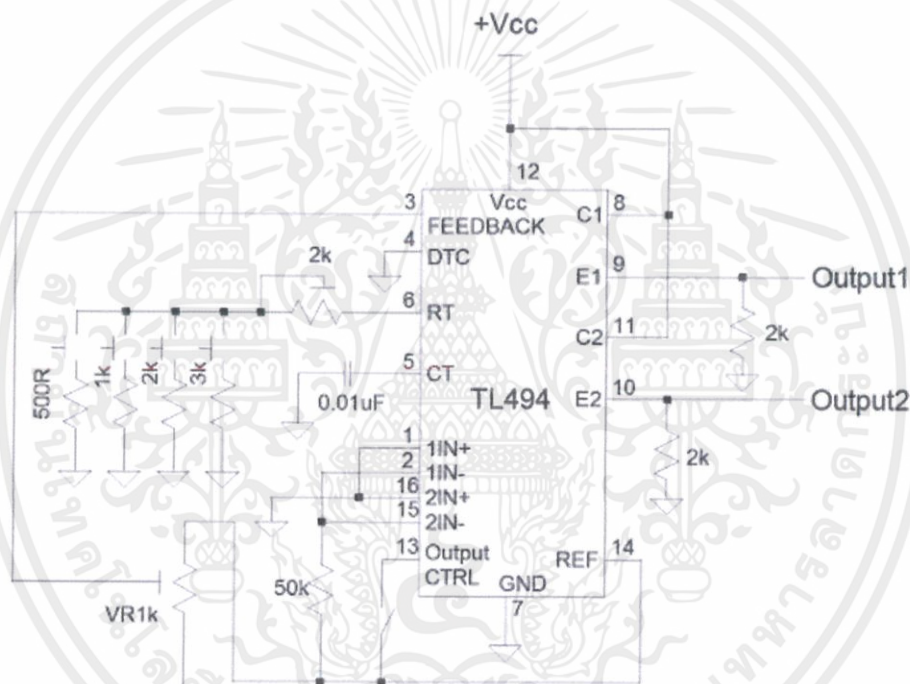 +Vcc
12
Vcc
3
FEEDBACK
C1
8
4
DTC
2k
E1
9
Output1
6
RT
C2
11
2k
500R
1k
2k
3k
5
CT
0.01uF
TL494
E2
10
Output2
1
1IN+
2
1IN-
2k
16
2IN+
15
2IN-
13
Output
CTRL
REF
14
50k
GND
7
VR1k